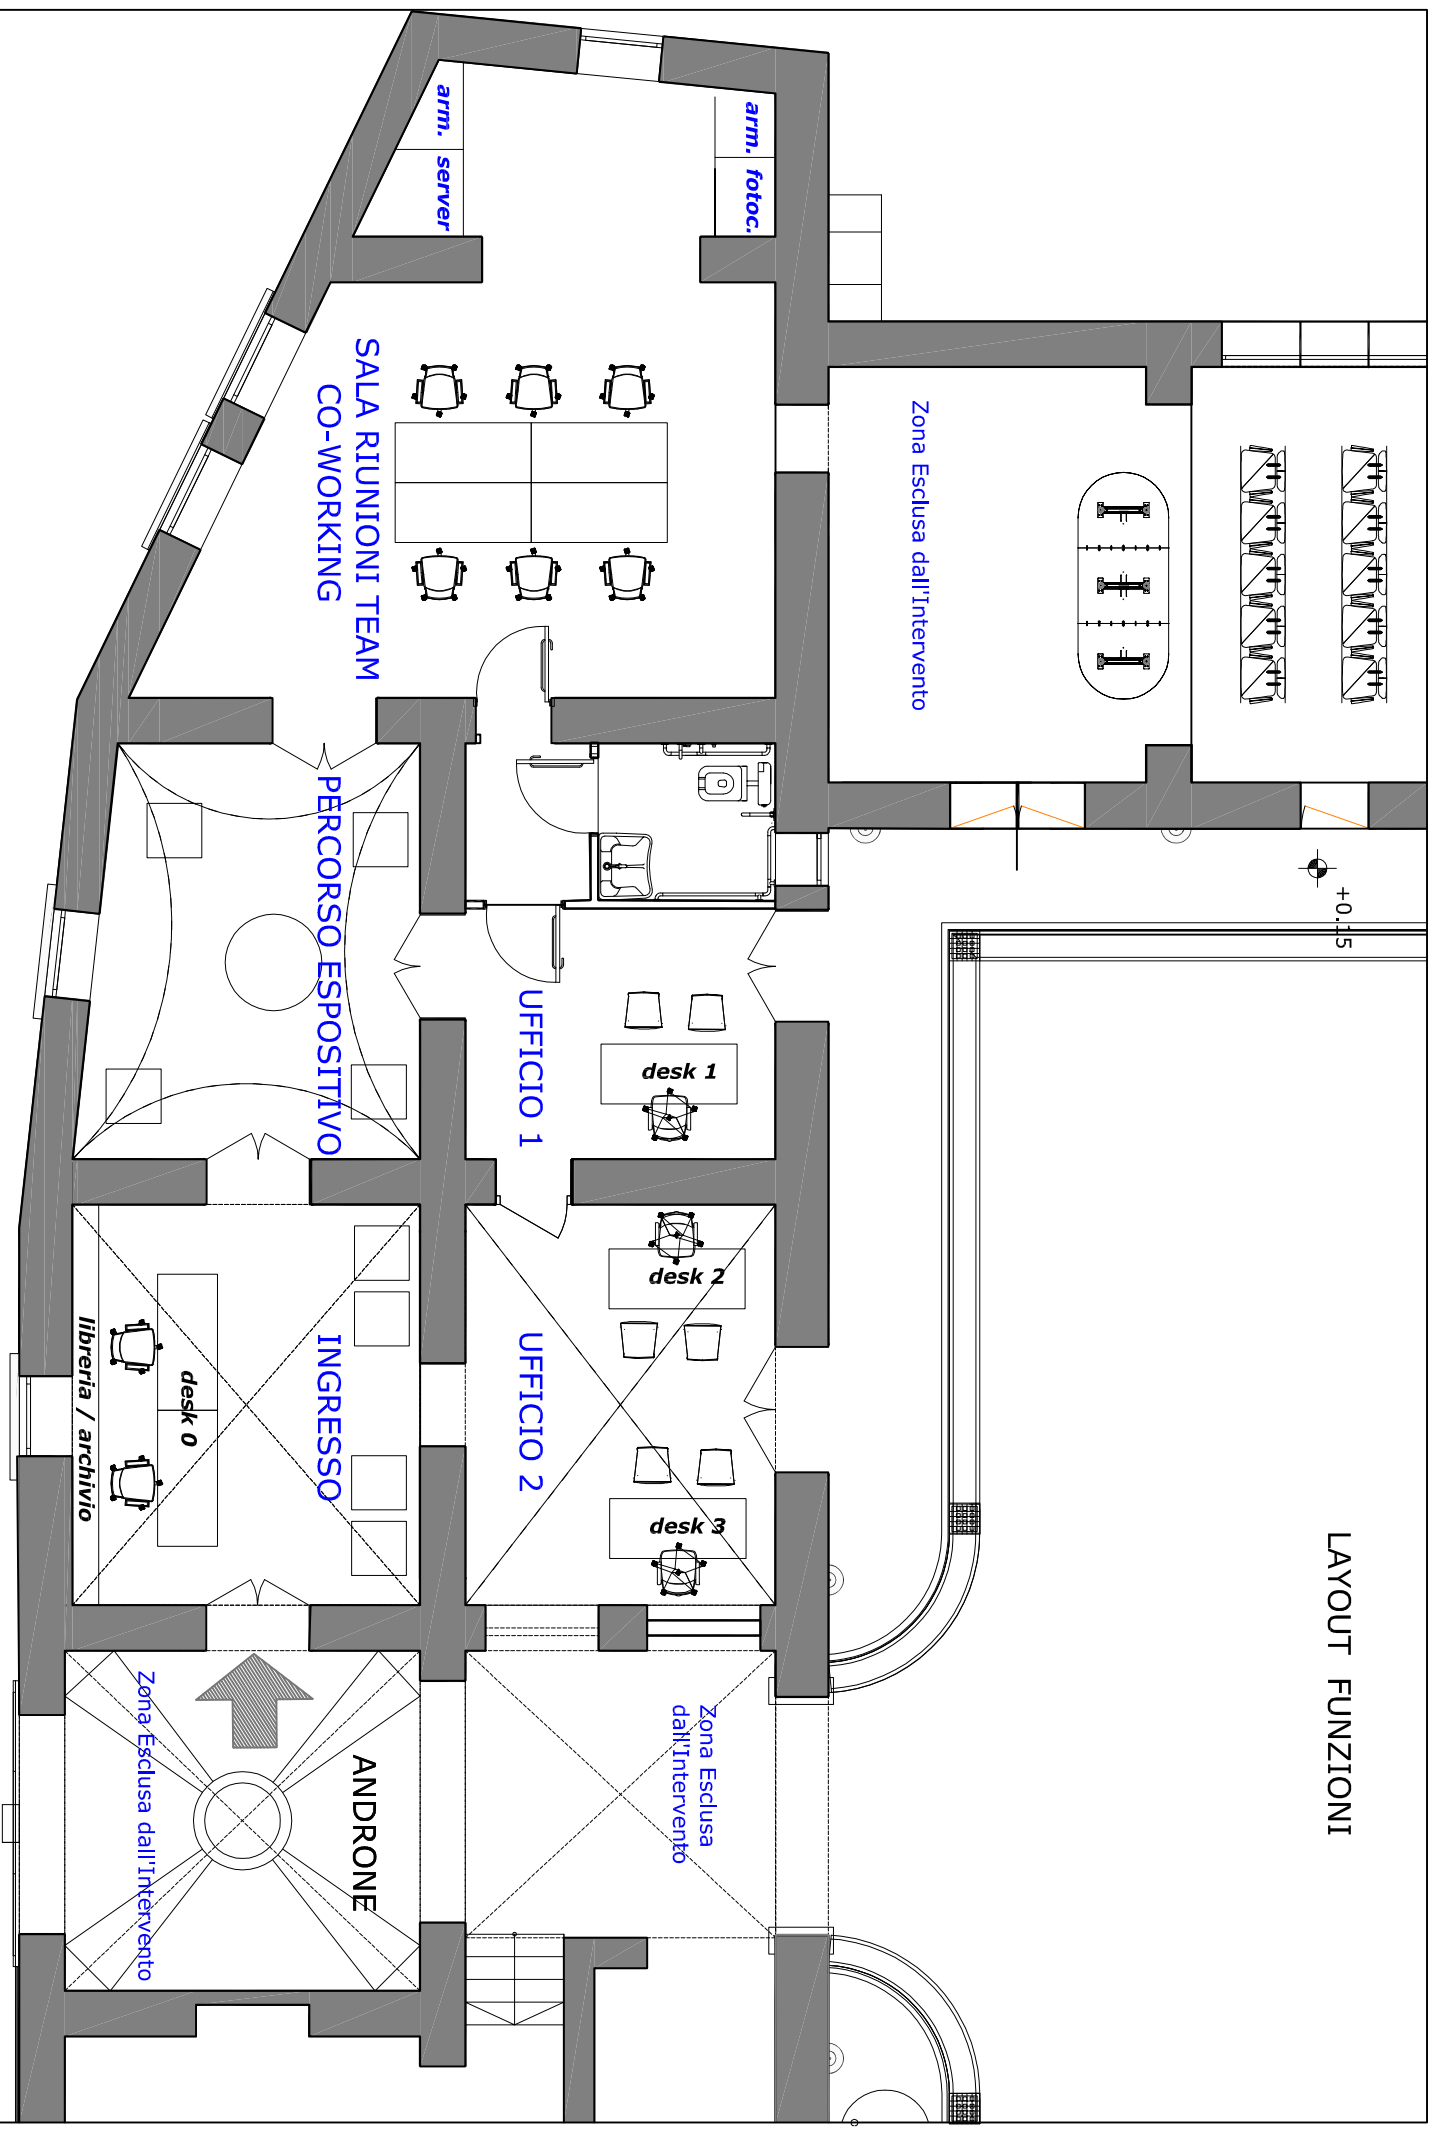 LAYOUT FUNZIONI
+0.15
Zona Esclusa dall'Intervento
arm. fotoc.
arm. server
SALA RIUNIONI TEAM
CO-WORKING
UFFICIO 1
desk 1
PERCORSO ESPOSITIVO
UFFICIO 2
desk 2
desk 3
INGRESSO
desk 0
libreria / archivio
Zona Esclusa
dall'Intervento
ANDRONE
Zona Esclusa dall'Intervento